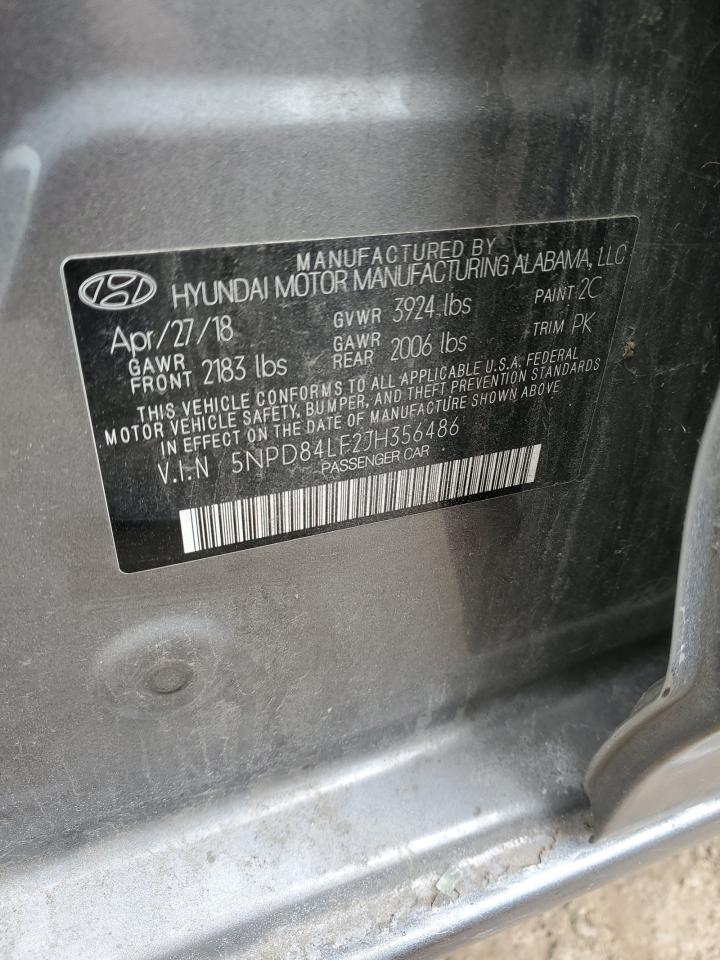 MANUFACTURED BY
HYUNDAI MOTOR MANUFACTURING ALABAMA, LLC
Apr/27/18 GVWR 3924 lbs PAINT 2C
GAWR FRONT 2183 lbs GAWR REAR 2006 lbs TRIM PK
THIS VEHICLE CONFORMS TO ALL APPLICABLE U.S.A. FEDERAL
MOTOR VEHICLE SAFETY, BUMPER, AND THEFT PREVENTION STANDARDS
IN EFFECT ON THE DATE OF MANUFACTURE SHOWN ABOVE
V.I.N 5NPD84LF2JH356486
PASSENGER CAR